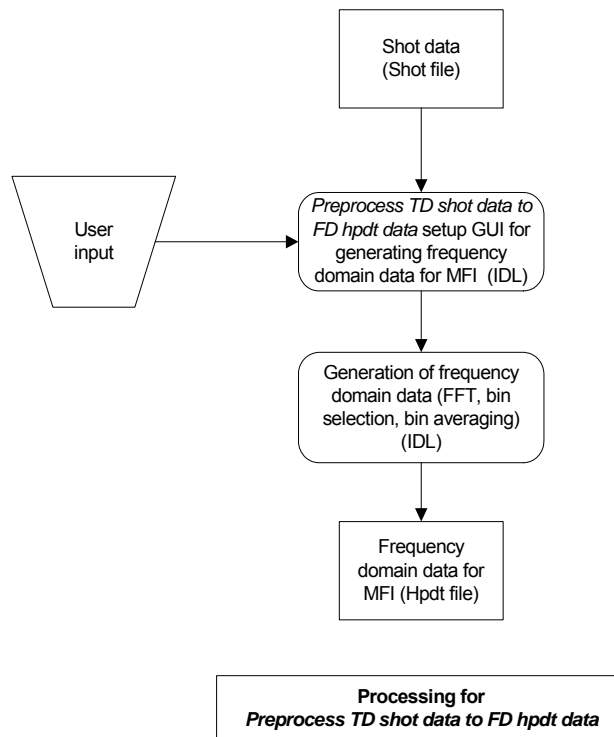 Shot data
(Shot file)
User
input
Preprocess TD shot data to
FD hpdt data setup GUI for
generating frequency
domain data for MFI (IDL)
Generation of frequency
domain data (FFT, bin
selection, bin averaging)
(IDL)
Frequency
domain data for
MFI (Hpdt file)
Processing for
Preprocess TD shot data to FD hpdt data